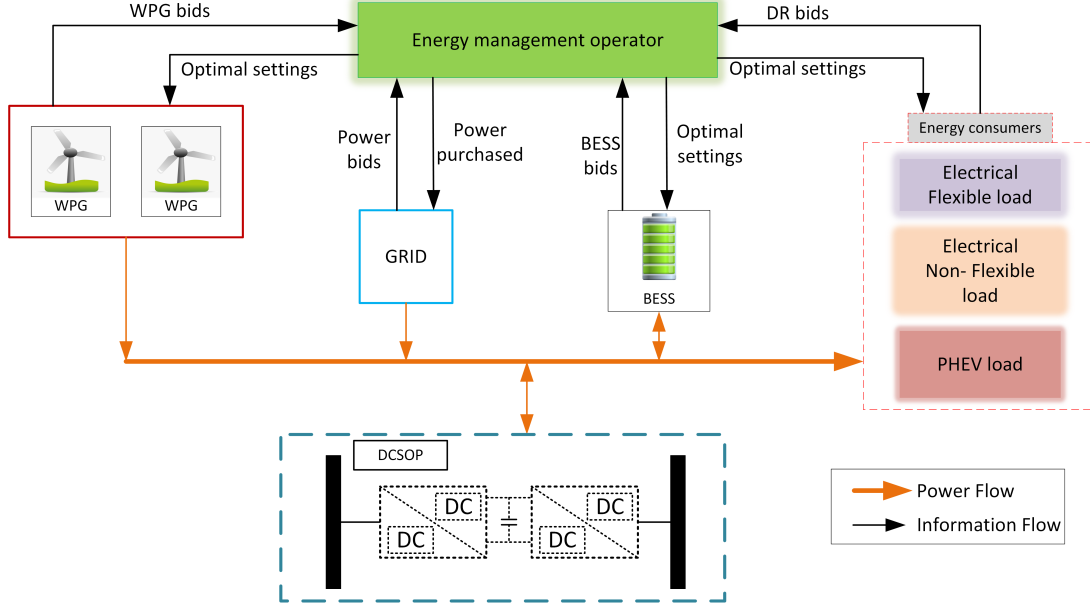 WPG bids
DR bids
Energy management operator
Optimal settings
Optimal settings
Power
bids
Power
purchased
BESS
bids
Optimal
settings
Energy consumers
WPG
WPG
GRID
BESS
Electrical
Flexible load
Electrical
Non- Flexible
load
PHEV load
DCSOP
DC
DC
DC
DC
Power Flow
Information Flow